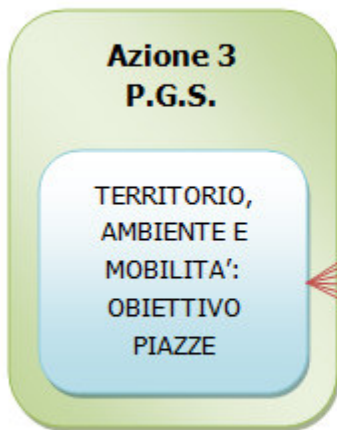 Azione 3
P.G.S.
TERRITORIO,
AMBIENTE E
MOBILITA’:
OBIETTIVO
PIAZZE